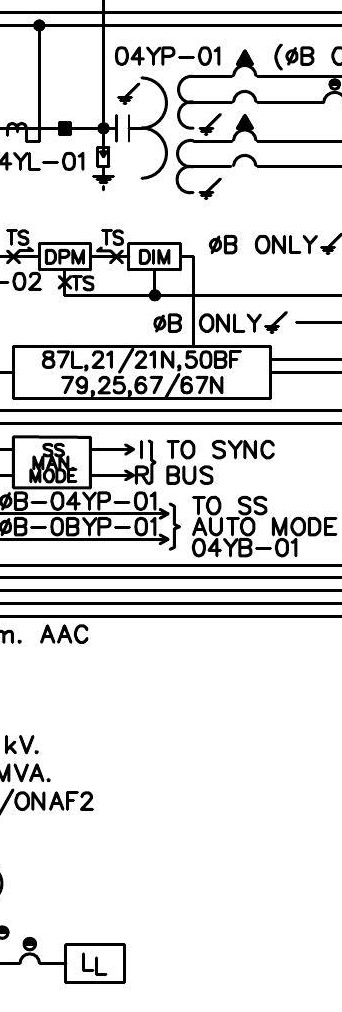 04YP-01 (øB
4YL-01
TS TS
DPM DIM øB ONLY
-02 TS
øB ONLY
87L,21/21N,50BF
79,25,67/67N
SS
MAN.
MODE
I TO SYNC
R BUS
øB-04YP-01 TO SS
øB-0BYP-01 AUTO MODE
04YB-01
m. AAC
kV.
MVA.
/ONAF2
LL